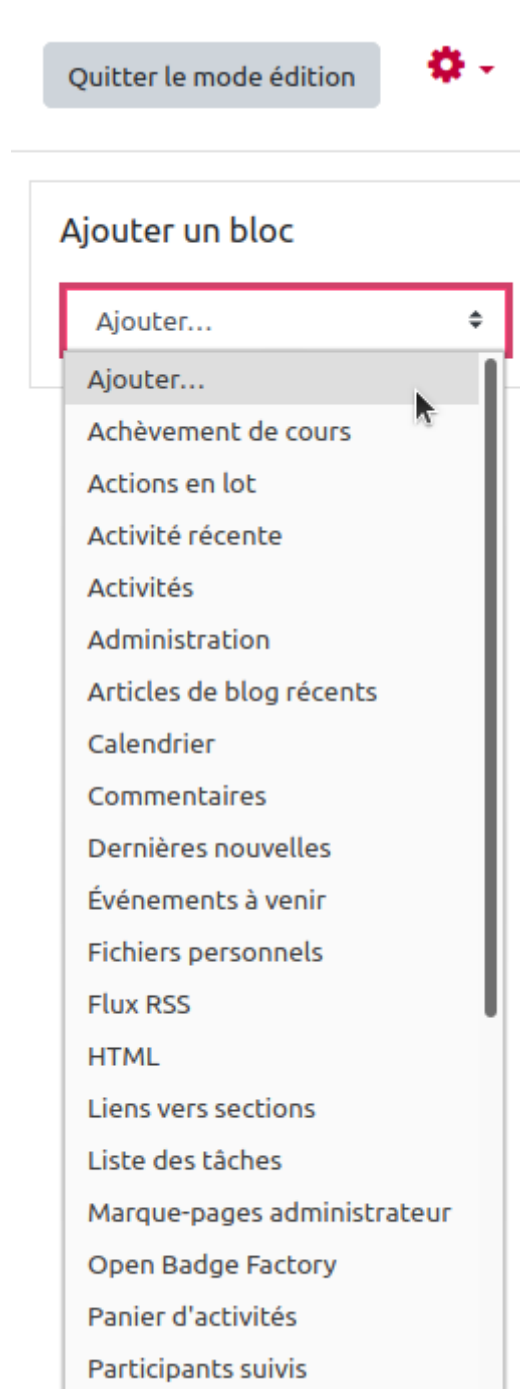 Quitter le mode édition
Ajouter un bloc
Ajouter...
Ajouter...
Achèvement de cours
Actions en lot
Activité récente
Activités
Administration
Articles de blog récents
Calendrier
Commentaires
Dernières nouvelles
Événements à venir
Fichiers personnels
Flux RSS
HTML
Liens vers sections
Liste des tâches
Marque-pages administrateur
Open Badge Factory
Panier d'activités
Participants suivis